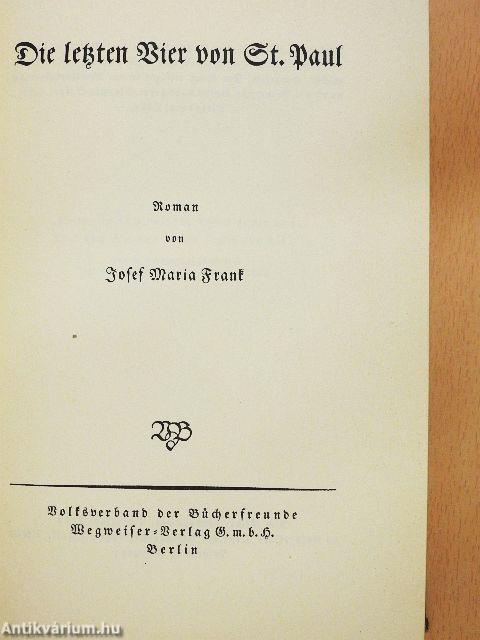 Die letzten Vier von St. Paul
Roman
von
Josef Maria Frank
VB
Volksverband der Bücherfreunde
Wegweiser-Verlag G.m.b.H.
Berlin
Antikvárium.hu